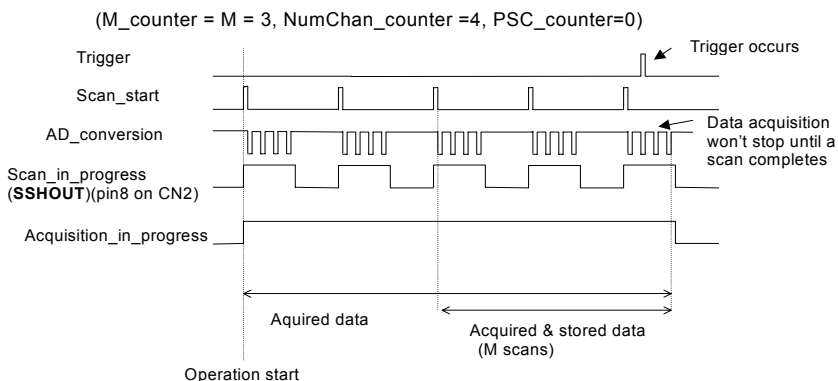 (M_counter = M = 3, NumChan_counter =4, PSC_counter=0)
Trigger
Trigger occurs
Scan_start
AD_conversion
Data acquisition
won't stop until a
scan completes
Scan_in_progress
(SSHOUT)(pin8 on CN2)
Acquisition_in_progress
Aquired data
Acquired & stored data
(M scans)
Operation start